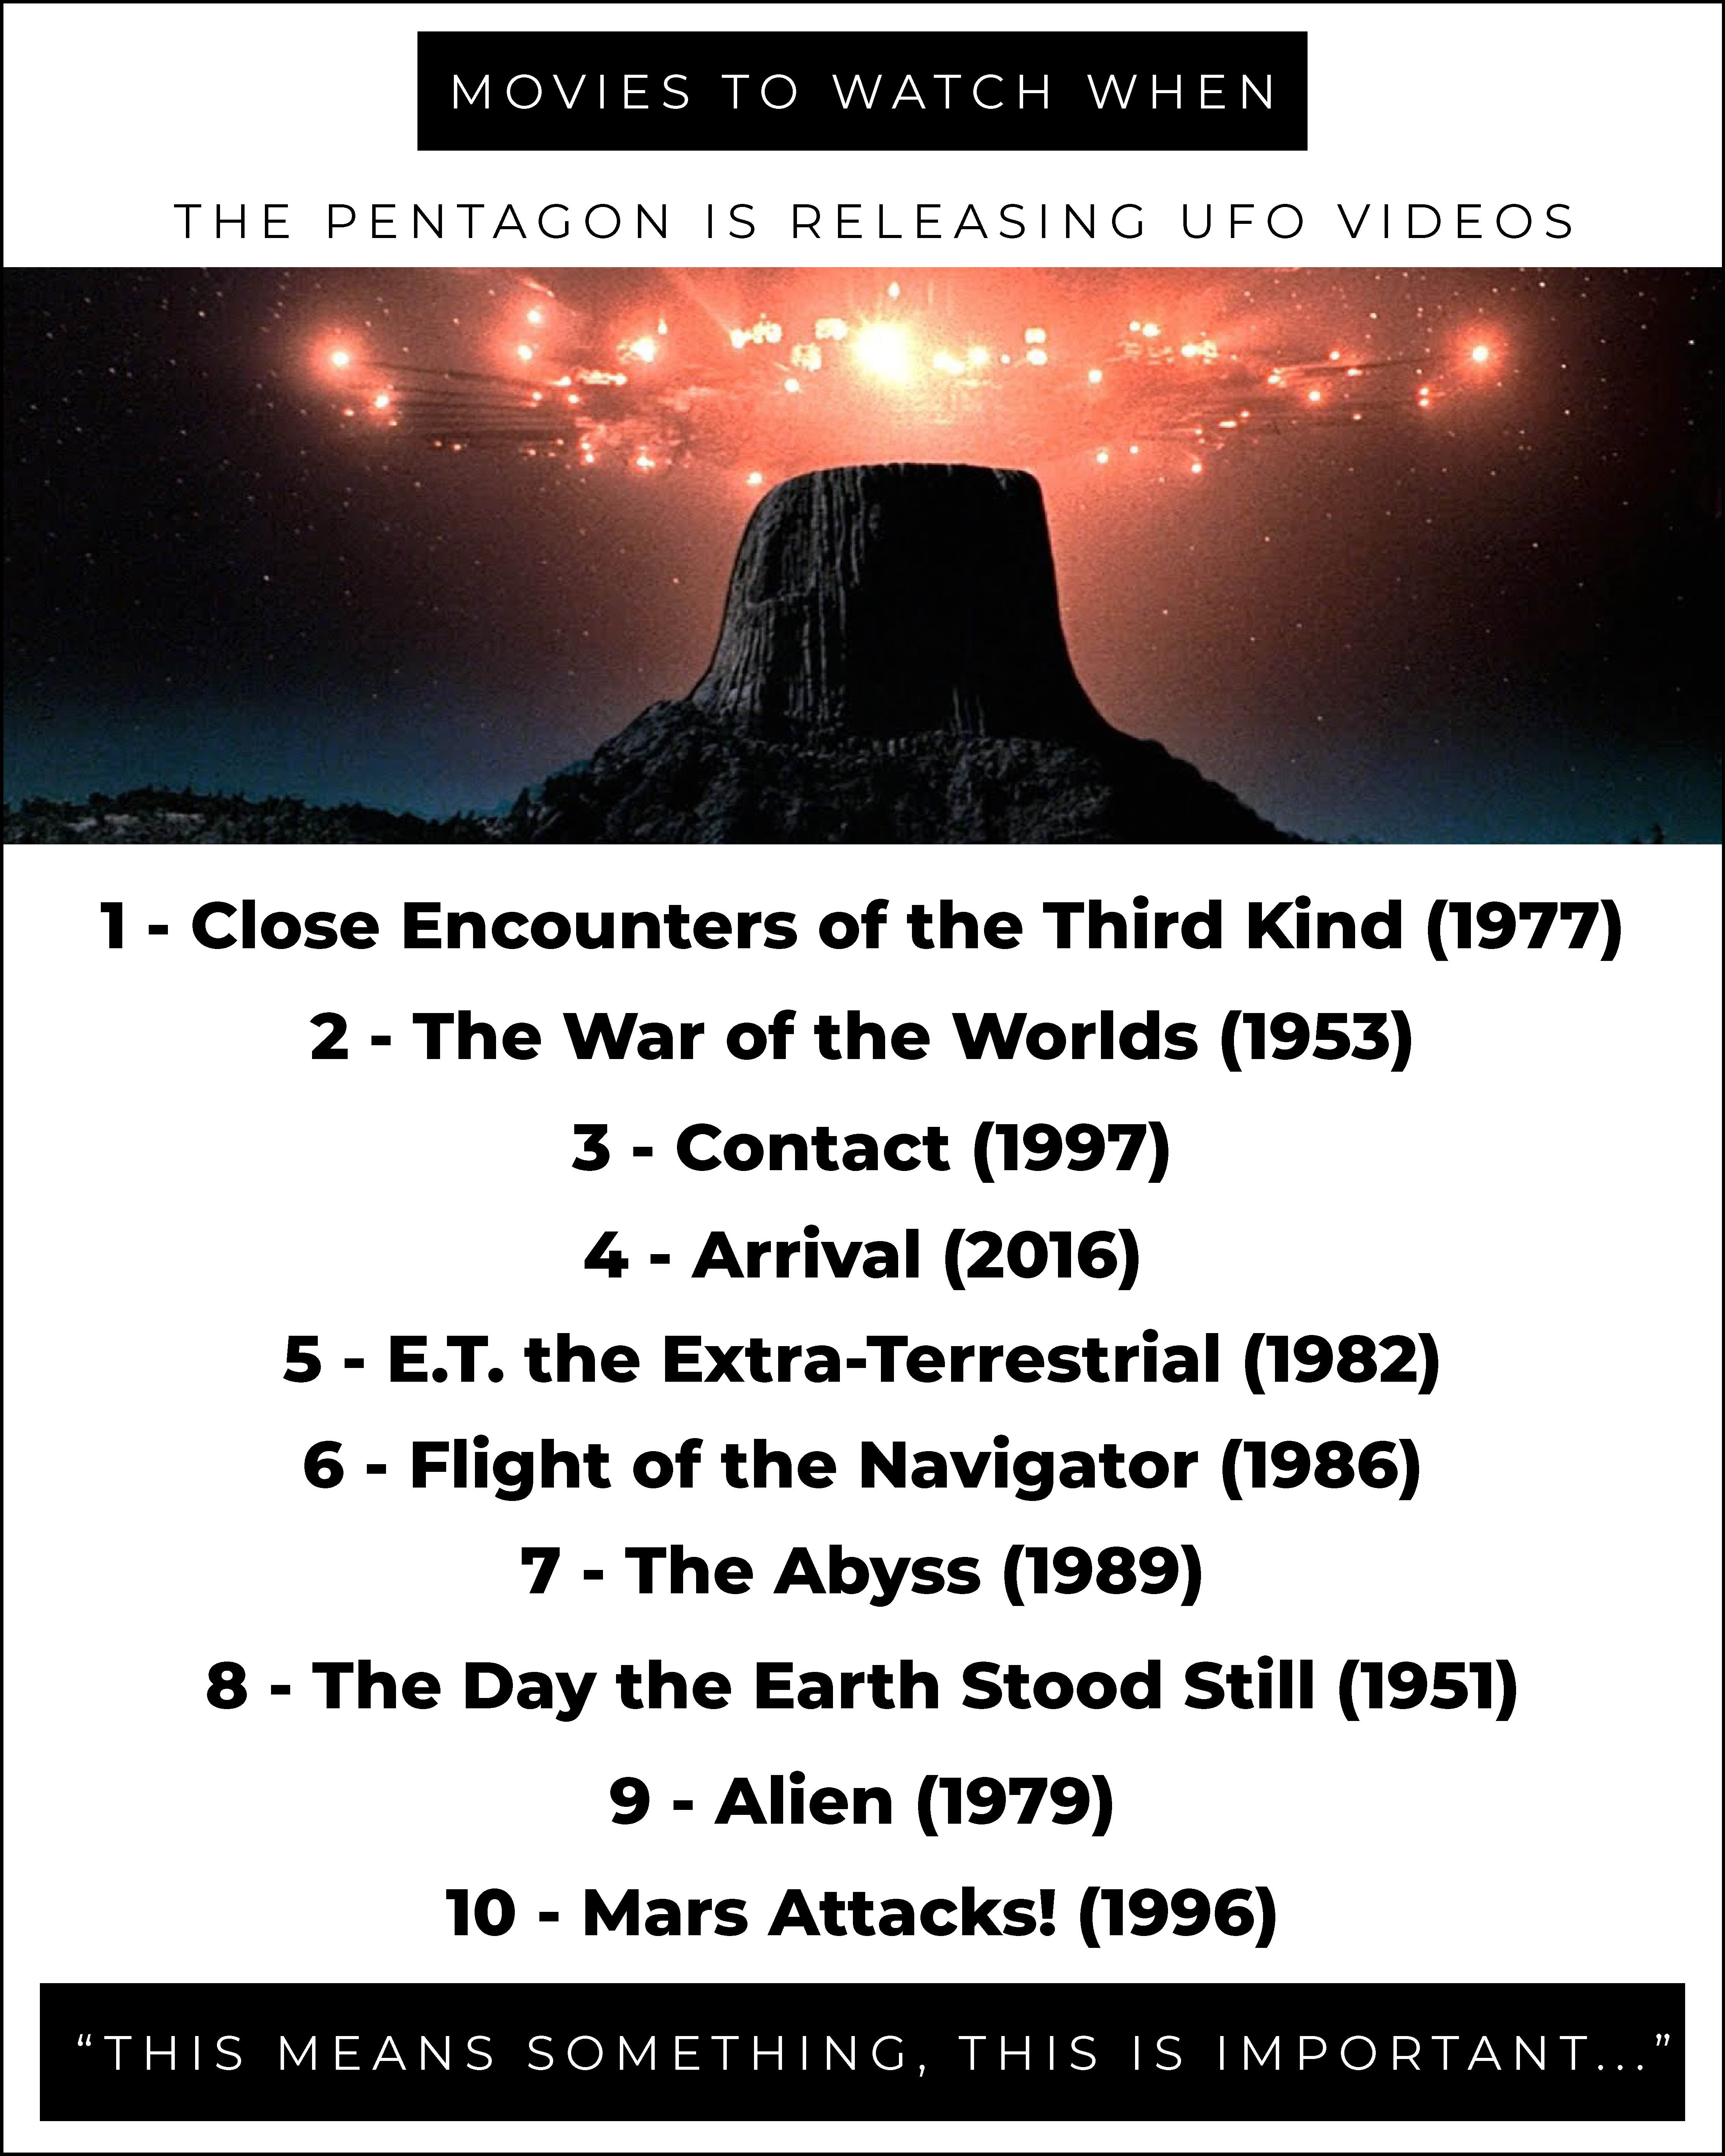 MOVIES TO WATCH WHEN
THE PENTAGON IS RELEASING UFO VIDEOS
1 - Close Encounters of the Third Kind (1977)
2 - The War of the Worlds (1953)
3 - Contact (1997)
4 - Arrival (2016)
5 - E.T. the Extra-Terrestrial (1982)
6 - Flight of the Navigator (1986)
7 - The Abyss (1989)
8 - The Day the Earth Stood Still (1951)
9 - Alien (1979)
10 - Mars Attacks! (1996)
“THIS MEANS SOMETHING, THIS IS IMPORTANT...”